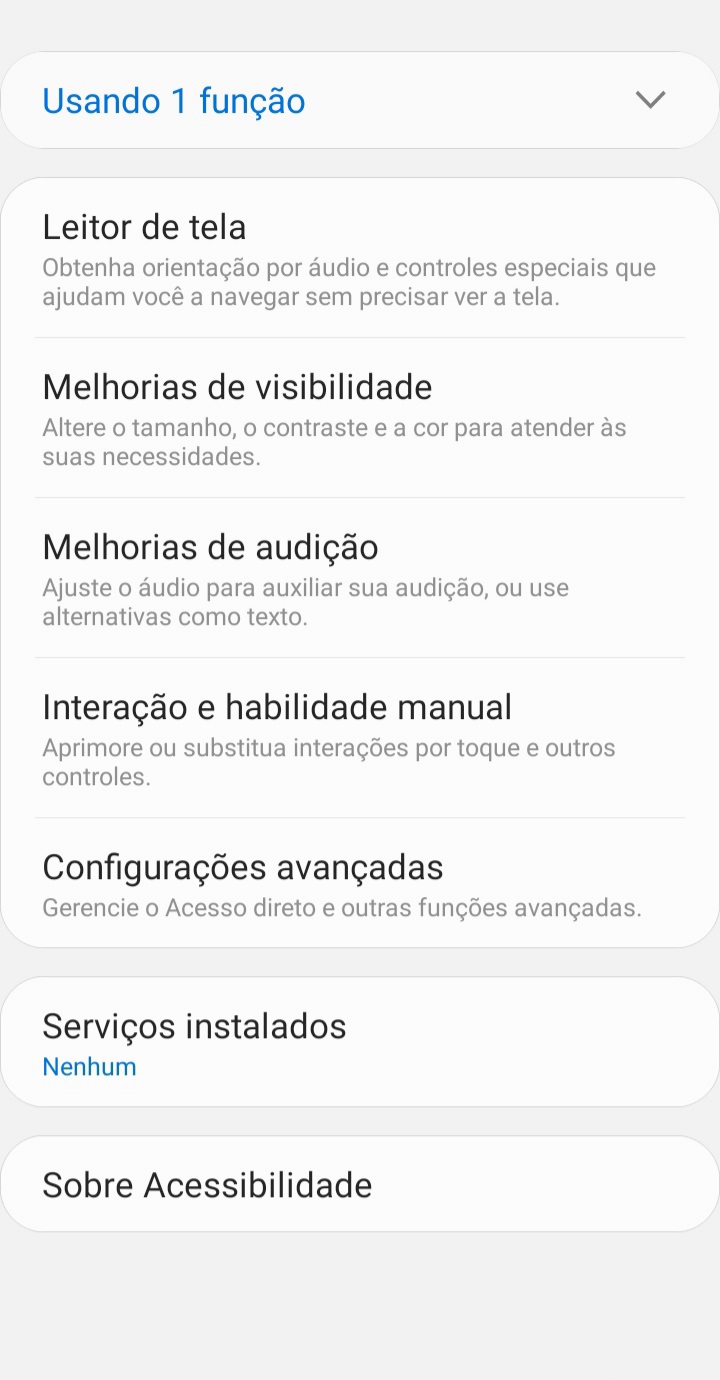 Usando 1 função
Leitor de tela
Obtenha orientação por áudio e controles especiais que
ajudam você a navegar sem precisar ver a tela.
Melhorias de visibilidade
Altere o tamanho, o contraste e a cor para atender às
suas necessidades.
Melhorias de audição
Ajuste o áudio para auxiliar sua audição, ou use
alternativas como texto.
Interação e habilidade manual
Aprimore ou substitua interações por toque e outros
controles.
Configurações avançadas
Gerencie o Acesso direto e outras funções avançadas.
Serviços instalados
Nenhum
Sobre Acessibilidade